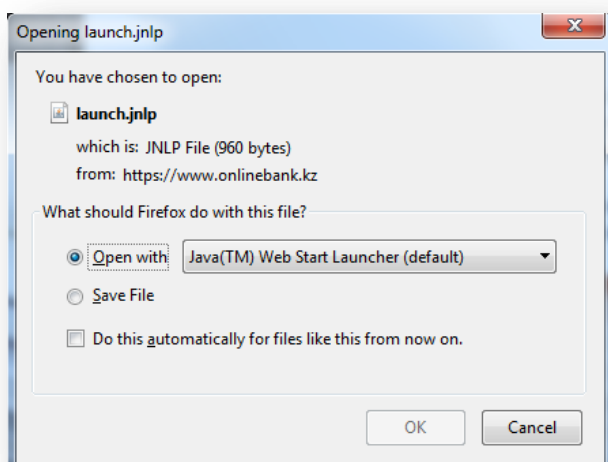 Opening launch.jnlp
You have chosen to open:
launch.jnlp
which is: JNLP File (960 bytes)
from: https://www.onlinebank.kz
What should Firefox do with this file?
Open with Java(TM) Web Start Launcher (default)
Save File
Do this automatically for files like this from now on.
OK Cancel